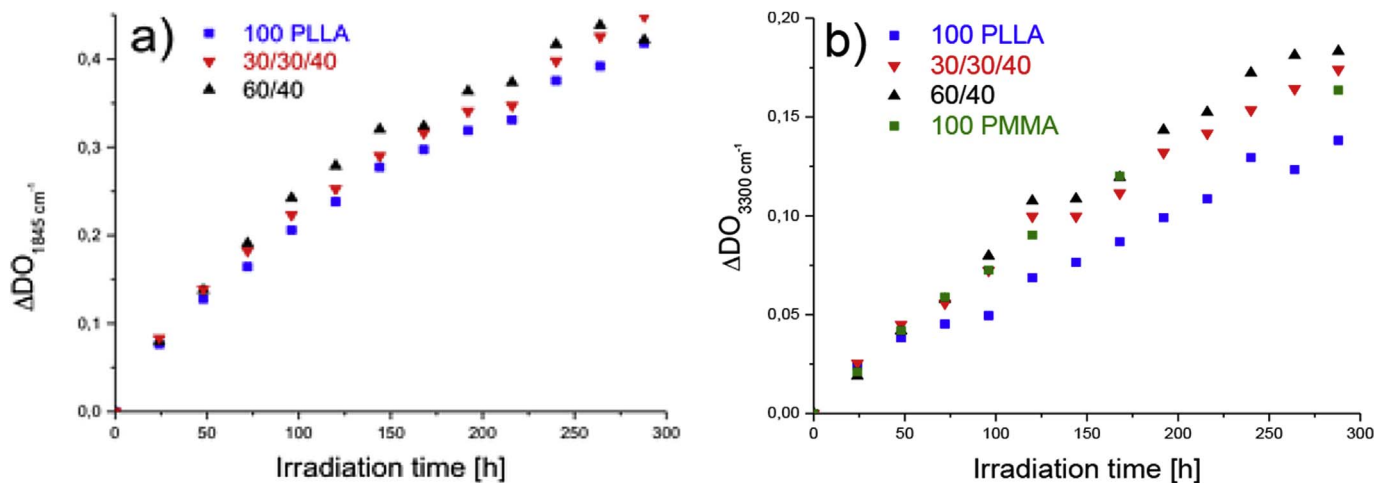 a)
100 PLLA
30/30/40
60/40
0,4
0,3
0,2
0,1
0,0
ΔDO1845 cm⁻¹
0 50 100 150 200 250 300
Irradiation time [h]
b)
100 PLLA
30/30/40
60/40
100 PMMA
0,20
0,15
0,10
0,05
0,00
ΔDO3300 cm⁻¹
0 50 100 150 200 250 300
Irradiation time [h]